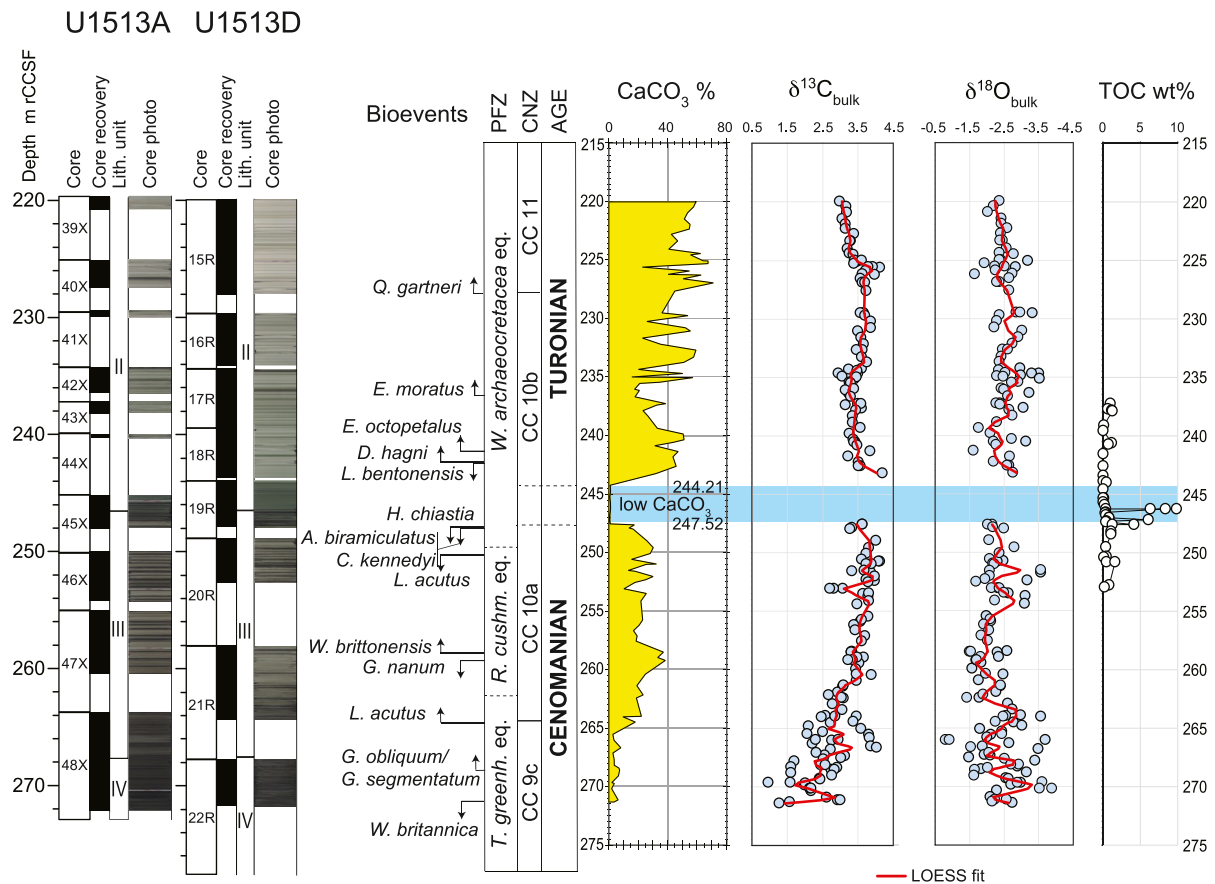 U1513A U1513D
Depth m rCCSF
Core
Core recovery
Lith. unit
Core photo
Core
Core recovery
Lith. unit
Core photo
Bioevents
PFZ
CNZ
AGE
CaCO3 %
δ13Cbulk
δ18Obulk
TOC wt%
0 40 80
0.5 1.5 2.5 3.5 4.5
-0.5 -1.5 -2.5 -3.5 -4.5
0 5 10
220
230
240
250
260
270
39X
40X
41X
42X
43X
44X
45X
46X
47X
48X
II
III
IV
15R
16R
17R
18R
19R
20R
21R
22R
II
III
IV
Q. gartneri
E. moratus
E. octopetalus
D. hagni
L. bentonensis
H. chiastia
A. biramiculatus
C. kennedyi
L. acutus
W. brittonensis
G. nanum
L. acutus
G. obliquum/
G. segmentatum
W. britannica
W. archaeocretacea eq.
R. cushm. eq.
T. greenh. eq.
CC 11
CC 10b
CC 10a
CC 9c
TURONIAN
CENOMANIAN
215
220
225
230
235
240
245
250
255
260
265
270
275
244.21
low CaCO3
247.52
215
220
225
230
235
240
245
250
255
260
265
270
275
LOESS fit